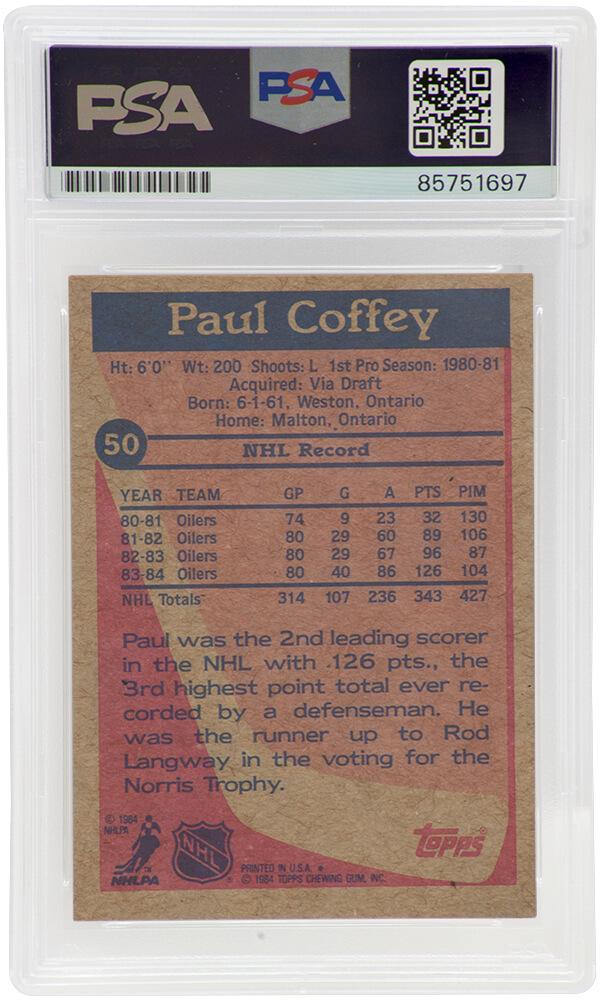 PSA PSA
85751697
Paul Coffey
Ht: 6'0" Wt: 200 Shoots: L 1st Pro Season: 1980-81
Acquired: Via Draft
Born: 6-1-61, Weston, Ontario
Home: Malton, Ontario
50 NHL Record
YEAR TEAM GP G A PTS PIM
80-81 Oilers 74 9 23 32 130
81-82 Oilers 80 29 60 89 106
82-83 Oilers 80 29 67 96 87
83-84 Oilers 80 40 86 126 104
NHL Totals 314 107 236 343 427
Paul was the 2nd leading scorer
in the NHL with 126 pts., the
3rd highest point total ever re-
corded by a defenseman. He
was the runner up to Rod
Langway in the voting for the
Norris Trophy.
© 1984
NHLPA
NHLPA
TM
NHL
®
TOPPS®
PRINTED IN U.S.A. *
© 1984 TOPPS CHEWING GUM, INC.